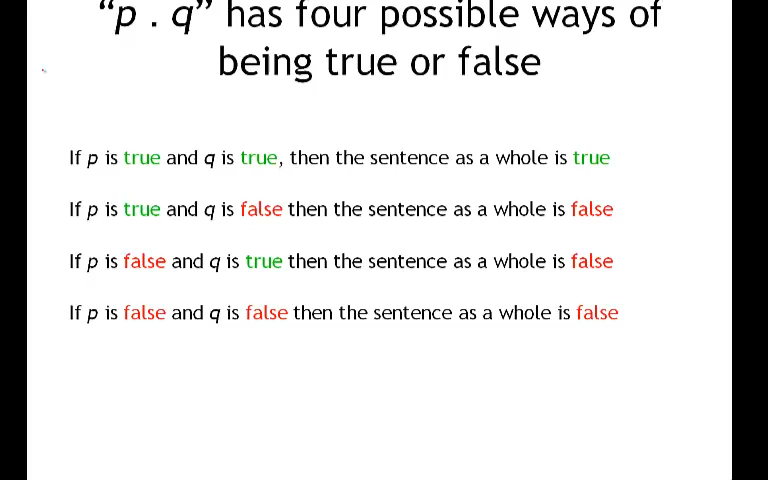 “p . q” has four possible ways of
being true or false
If p is true and q is true, then the sentence as a whole is true
If p is true and q is false then the sentence as a whole is false
If p is false and q is true then the sentence as a whole is false
If p is false and q is false then the sentence as a whole is false